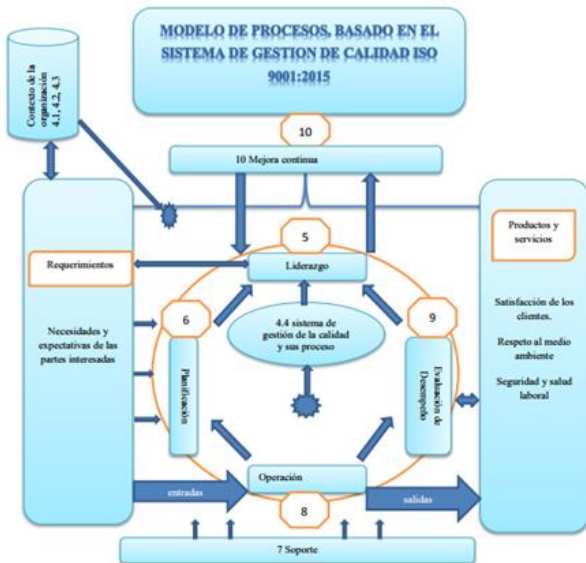 MODELO DE PROCESOS, BASADO EN EL
SISTEMA DE GESTION DE CALIDAD ISO
9001:2015
Contexto de la
organización
4.1, 4.2, 4.3
10
10 Mejora continua
5
Liderazgo
Requerimientos
Necesidades y
expectativas de las
partes interesadas
6
Planificación
4.4 sistema de
gestión de la calidad
y sus proceso
9
Evaluación de
Desempeño
Productos y
servicios
Satisfacción de los
clientes.
Respeto al medio
ambiente
Seguridad y salud
laboral
entradas
Operación
8
salidas
7 Soporte